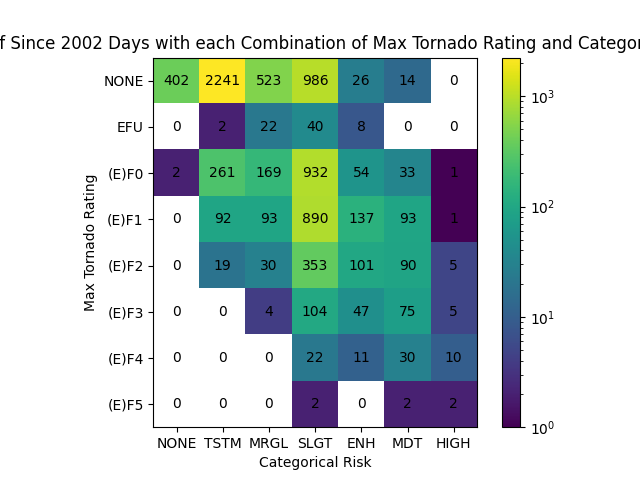 f Since 2002 Days with each Combination of Max Tornado Rating and Categor
NONE 402 2241 523 986 26 14 0
EFU 0 2 22 40 8 0 0
(E)F0 2 261 169 932 54 33 1
(E)F1 0 92 93 890 137 93 1
(E)F2 0 19 30 353 101 90 5
(E)F3 0 0 4 104 47 75 5
(E)F4 0 0 0 22 11 30 10
(E)F5 0 0 0 2 0 2 2
NONE TSTM MRGL SLGT ENH MDT HIGH
Categorical Risk
Max Tornado Rating
10³
10²
10¹
10⁰